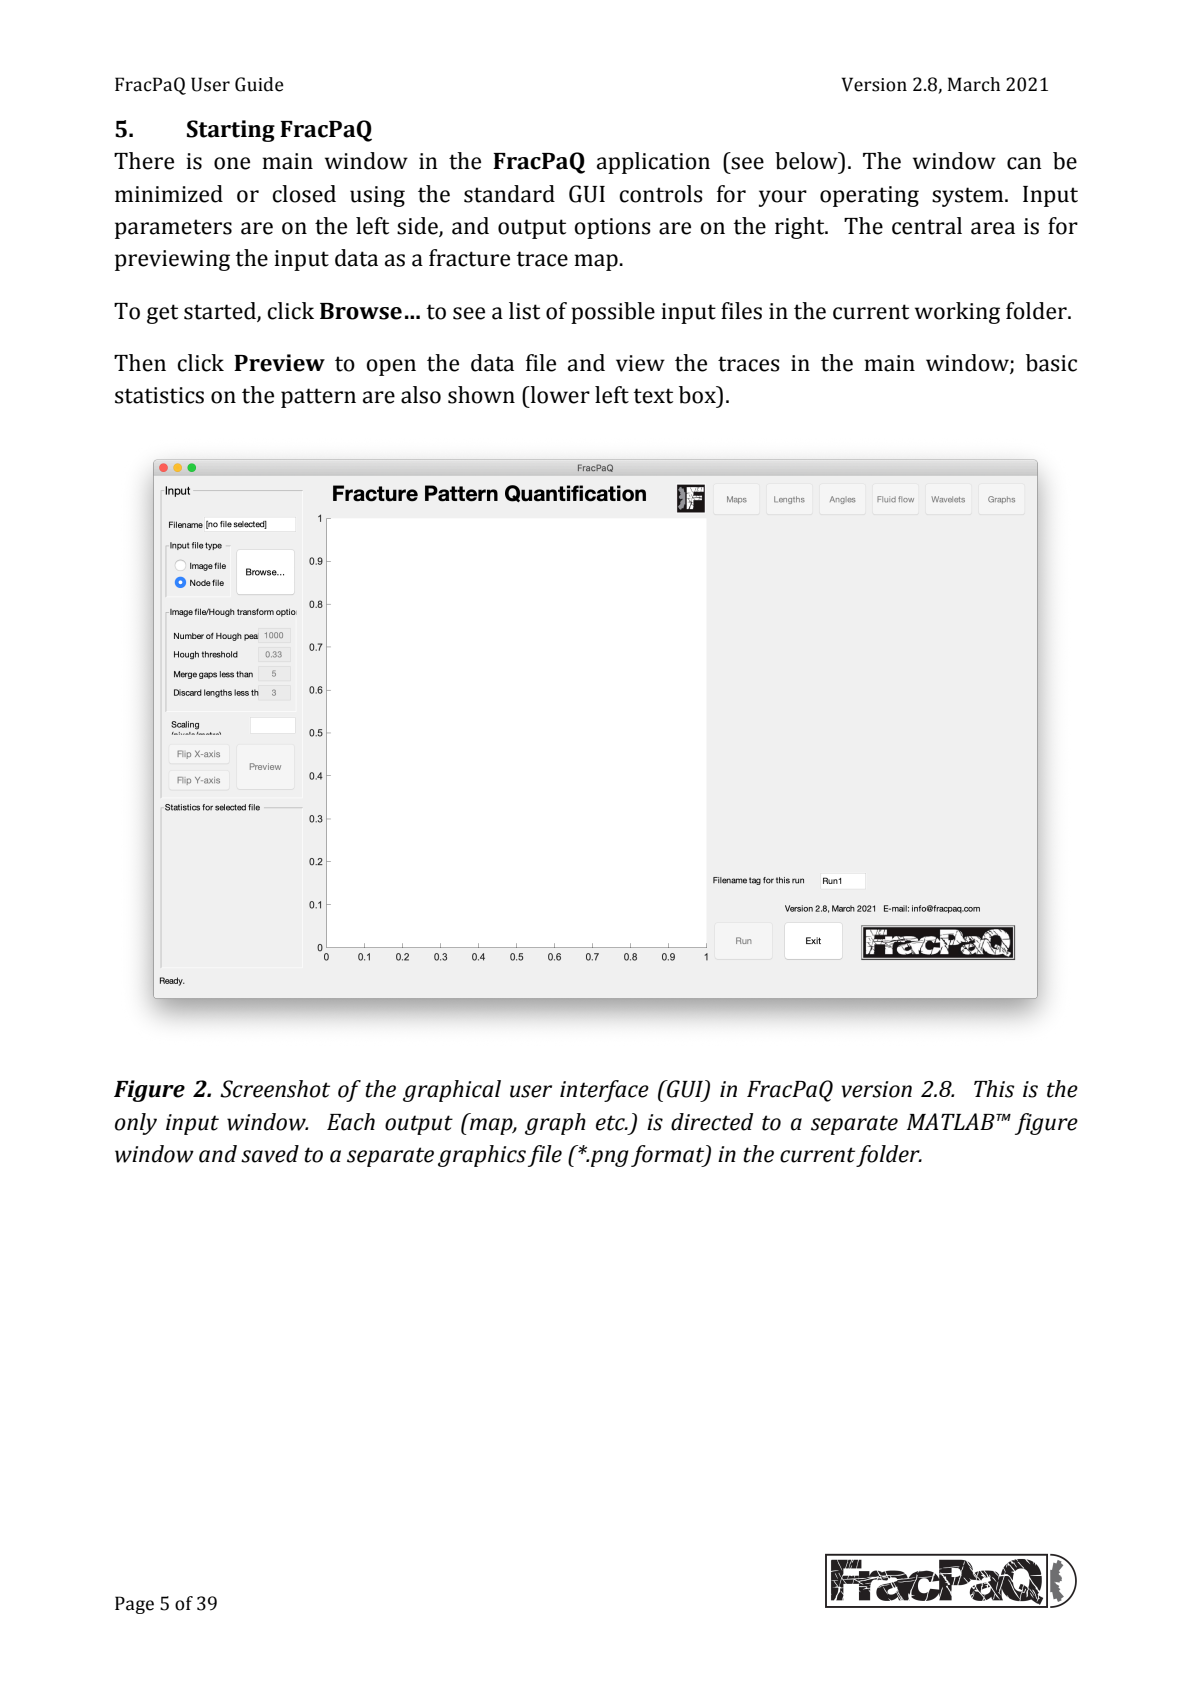 FracPaQ User Guide Version 2.8, March 2021
5. Starting FracPaQ
There is one main window in the FracPaQ application (see below). The window can be
minimized or closed using the standard GUI controls for your operating system. Input
parameters are on the left side, and output options are on the right. The central area is for
previewing the input data as a fracture trace map.
To get started, click Browse... to see a list of possible input files in the current working folder.
Then click Preview to open the data file and view the traces in the main window; basic
statistics on the pattern are also shown (lower left text box).
FracPaQ
Input
Filename [no file selected]
Input file type
Image file
Node file
Browse...
Image file/Hough transform optio
Number of Hough pea 1000
Hough threshold 0.33
Merge gaps less than 5
Discard lengths less th 3
Scaling
Flip X-axis
Flip Y-axis
Preview
Statistics for selected file
Ready.
Fracture Pattern Quantification
F
1
0.9
0.8
0.7
0.6
0.5
0.4
0.3
0.2
0.1
0
0 0.1 0.2 0.3 0.4 0.5 0.6 0.7 0.8 0.9 1
Maps Lengths Angles Fluid flow Wavelets Graphs
Filename tag for this run Run1
Version 2.8, March 2021 E-mail: info@fracpaq.com
Run Exit FracPaQ
Figure 2. Screenshot of the graphical user interface (GUI) in FracPaQ version 2.8. This is the
only input window. Each output (map, graph etc.) is directed to a separate MATLAB™ figure
window and saved to a separate graphics file (*.png format) in the current folder.
FracPaQ
Page 5 of 39